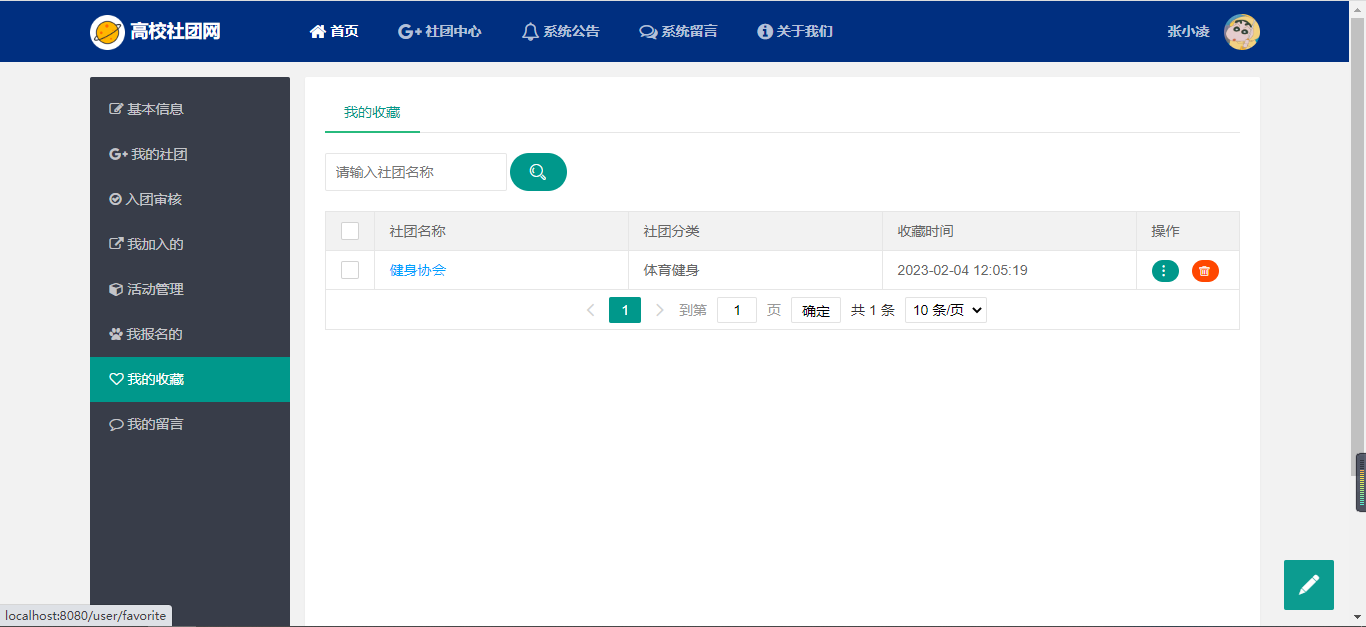 高校社团网 首页 G+ 社团中心 系统公告 系统留言 关于我们 张小凌
基本信息
G+ 我的社团
入团审核
我加入的
活动管理
我报名的
我的收藏
我的留言
我的收藏
请输入社团名称
社团名称 社团分类 收藏时间 操作
健身协会 体育健身 2023-02-04 12:05:19
1 到第 1 页 确定 共 1 条 10 条/页
localhost:8080/user/favorite